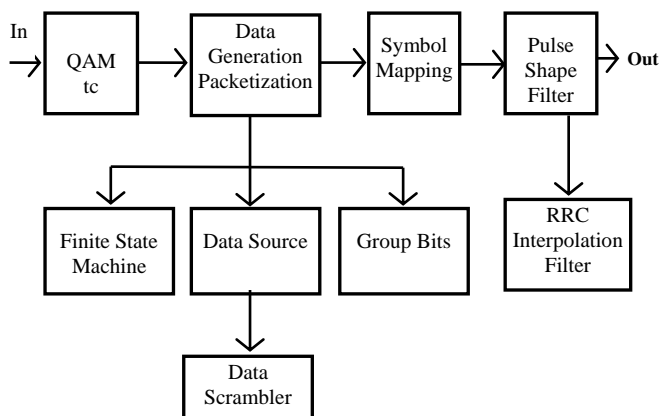 In
QAM
tc
Data
Generation
Packetization
Symbol
Mapping
Pulse
Shape
Filter
Out
Finite State
Machine
Data Source
Group Bits
RRC
Interpolation
Filter
Data
Scrambler